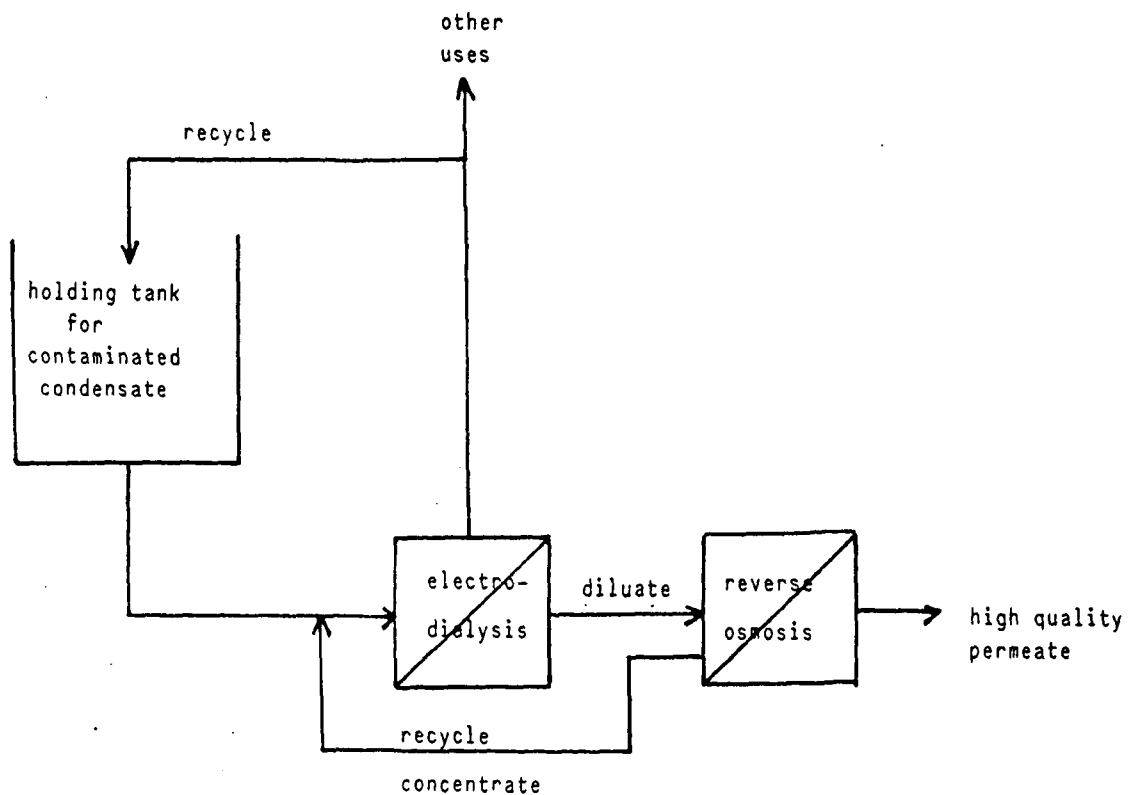 other
uses
recycle
holding tank
for
contaminated
condensate
electro-
dialysis
diluate
reverse
osmosis
high quality
permeate
recycle
concentrate